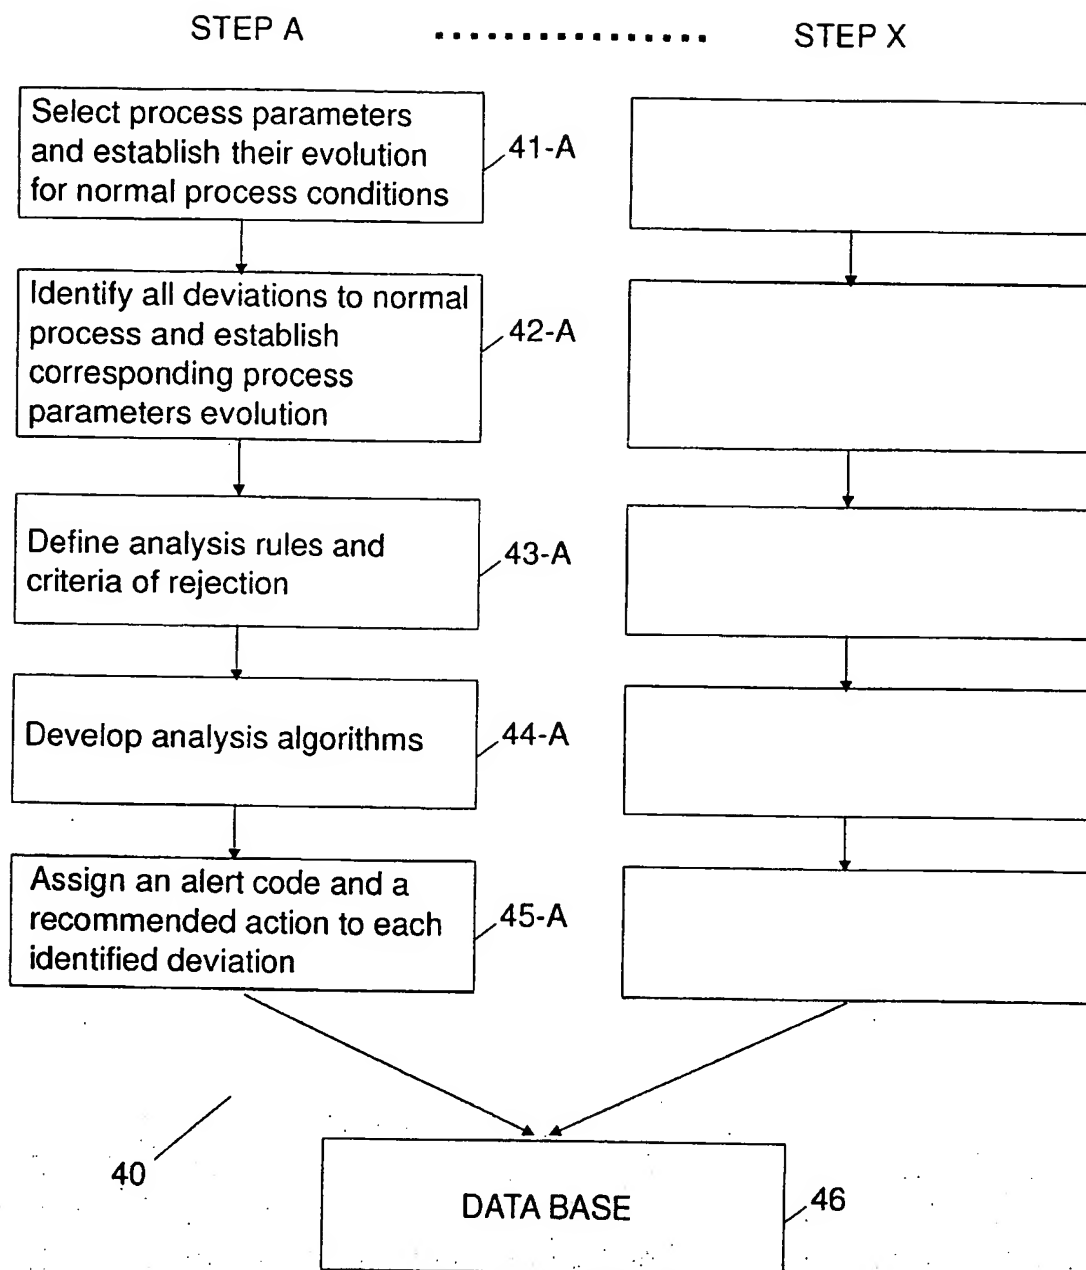 STEP A ............... STEP X
Select process parameters
and establish their evolution
for normal process conditions
41-A
Identify all deviations to normal
process and establish
corresponding process
parameters evolution
42-A
Define analysis rules and
criteria of rejection
43-A
Develop analysis algorithms
44-A
Assign an alert code and a
recommended action to each
identified deviation
45-A
40
DATA BASE
46